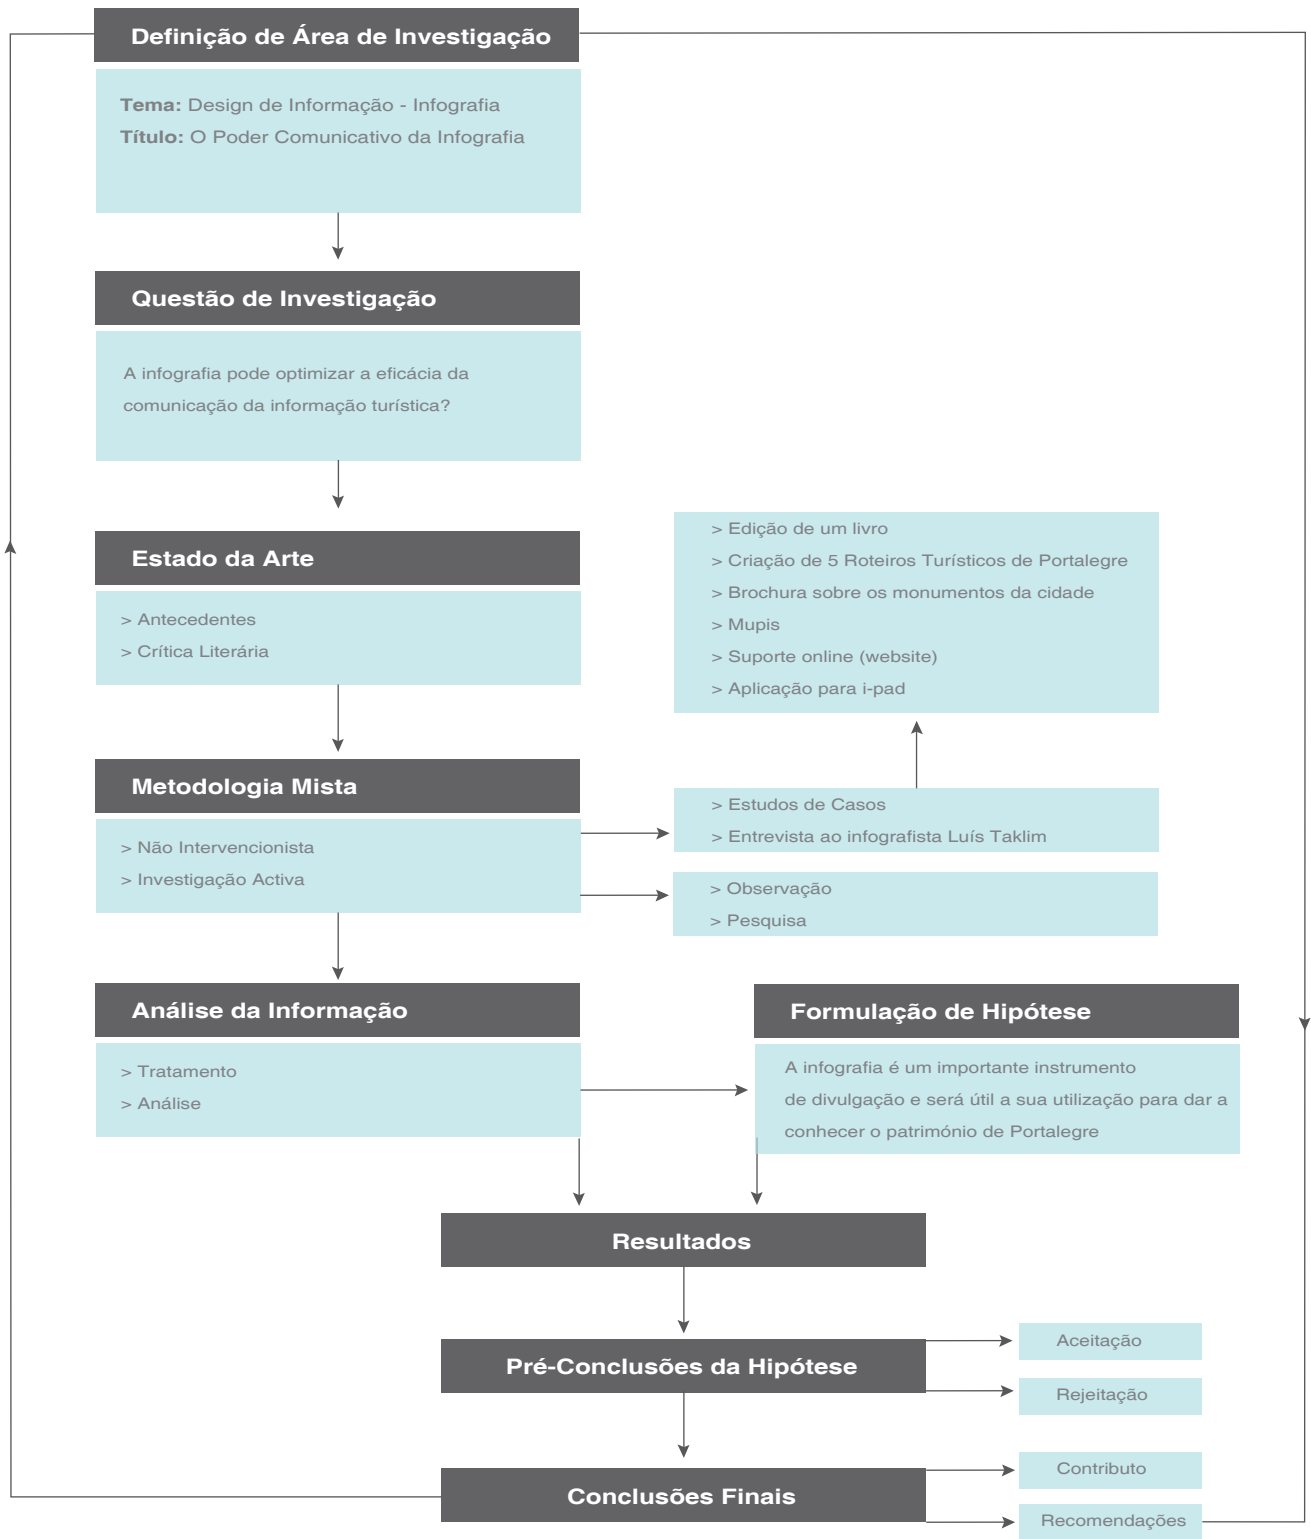 Definição de Área de Investigação
Tema: Design de Informação - Infografia
Título: O Poder Comunicativo da Infografia
Questão de Investigação
A infografia pode optimizar a eficácia da
comunicação da informação turística?
Estado da Arte
> Antecedentes
> Crítica Literária
> Edição de um livro
> Criação de 5 Roteiros Turísticos de Portalegre
> Brochura sobre os monumentos da cidade
> Mupis
> Suporte online (website)
> Aplicação para i-pad
Metodologia Mista
> Não Intervencionista
> Investigação Activa
> Estudos de Casos
> Entrevista ao infografista Luís Taklim
> Observação
> Pesquisa
Análise da Informação
> Tratamento
> Análise
Formulação de Hipótese
A infografia é um importante instrumento
de divulgação e será útil a sua utilização para dar a
conhecer o património de Portalegre
Resultados
Pré-Conclusões da Hipótese
Aceitação
Rejeitação
Conclusões Finais
Contributo
Recomendações